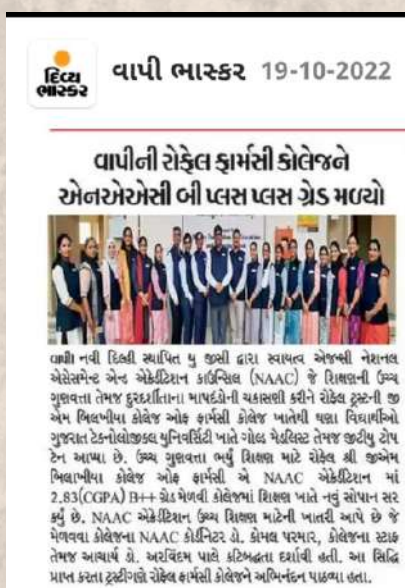 દિવ્ય
ભાસ્કર
વાપી ભાસ્કર 19-10-2022
વાપીની રોફેલ ફાર્મસી કોલેજને
એનએએસી બી પ્લસ પ્લસ ગ્રેડ મળ્યો
વાપી। નવી દિલ્હી સ્થાપિત યુ જીસી દ્વારા સ્વાયત્ત એજન્સી નેશનલ
એસેસમેન્ટ એન્ડ એક્રેડીટેશન કાઉન્સિલ (NAAC) જે શિક્ષણની ઉચ્ચ
ગુણવત્તા તેમજ દુરદર્શીતાના માપદંડોની ચકાસણી કરીને રોફેલ ટ્રસ્ટની જી
એમ બિલખીયા કોલેજ ઓફ ફાર્મસી કોલેજ ખાતેથી ઘણા વિદ્યાર્થીઓ
ગુજરાત ટેકનોલોજીકલ યુનિવર્સિટી ખાતે ગોલ્ડ મેડલિસ્ટ તેમજ જીટીયુ ટોપ
ટેન આપ્યા છે. ઉચ્ચ ગુણવત્તા ભર્યુ શિક્ષણ માટે રોફેલ શ્રી જીએમ
બિલાખીયા કોલેજ ઓફ ફાર્મસી એ NAAC એક્રેડીટેશન માં
2.83(CGPA) B++ ગ્રેડ મેળવી કોલેજમાં શિક્ષણ ખાતે નવું સોપાન સર
કર્યું છે. NAAC એક્રેડીટેશન ઉચ્ચ શિક્ષણ માટેની ખાતરી આપે છે જે
મેળવવા કોલેજના NAAC કોર્ડીનેટર ડો. કોમલ પરમાર, કોલેજના સ્ટાફ
તેમજ આચાર્ય ડો. અરવિંદમ પાલે કટિબદ્ધતા દર્શાવી હતી. આ સિદ્ધિ
પ્રાપ્ત કરતા ટ્રસ્ટીગણે રોફેલ ફાર્મસી કોલેજને અભિનંદન પાઠવ્યા હતા.